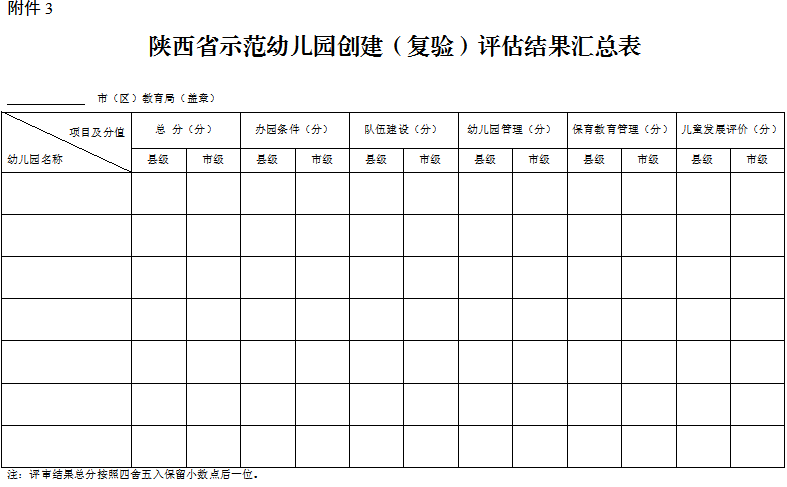 附件 3
陕西省示范幼儿园创建（复验）评估结果汇总表
市（区）教育局（盖章）
项目及分值 总 分（分） 办园条件（分） 队伍建设（分） 幼儿园管理（分） 保育教育管理（分） 儿童发展评价（分）
幼儿园名称 县级 市级 县级 市级 县级 市级 县级 市级 县级 市级 县级 市级
注：评审结果总分按照四舍五入保留小数点后一位。